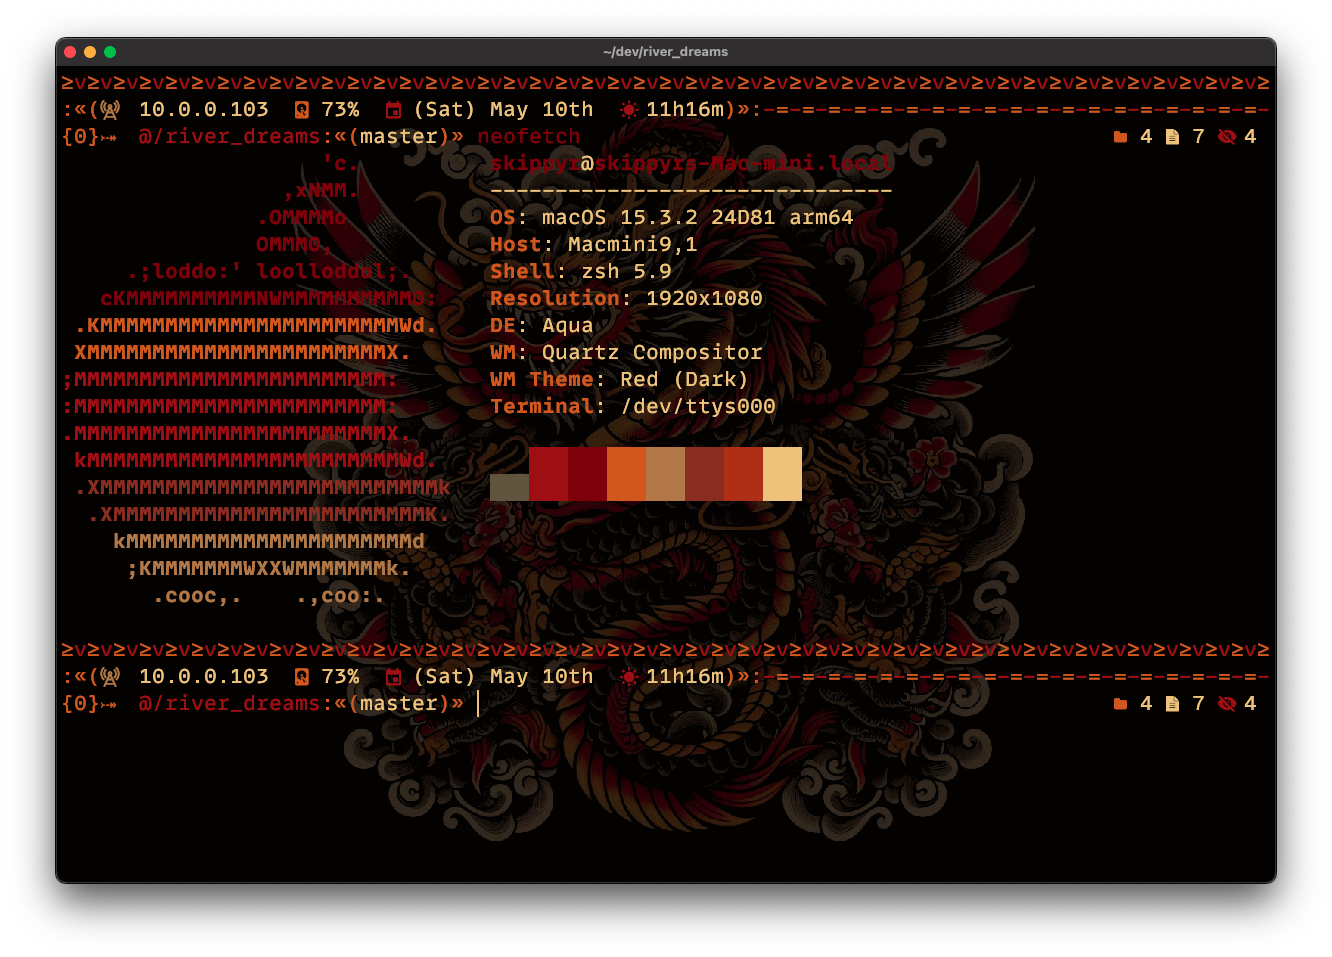 ~/dev/river_dreams
≥v≥v≥v≥v≥v≥v≥v≥v≥v≥v≥v≥v≥v≥v≥v≥v≥v≥v≥v≥v≥v≥v≥v≥v≥v≥v≥v≥v≥v≥v≥v≥v≥v≥v≥v≥v≥v≥v≥v≥v≥v≥v≥v≥v≥v≥v≥
:«( 10.0.0.103 73% (Sat) May 10th 11h16m)»:-=-=-=-=-=-=-=-=-=-=-=-=-=-=-=-=-=-=-=-
{0}⤐ @/river_dreams:«(master)» neofetch 4 7 4
'c. skippyr@skippyrs-Mac-mini.local
,xNMM. -------------------------------
.OMMMMo OS: macOS 15.3.2 24D81 arm64
OMMM0, Host: Macmini9,1
.;loddo:' loolloddol;. Shell: zsh 5.9
cKMMMMMMMMMMNWMMMMMMMMMM0: Resolution: 1920x1080
.KMMMMMMMMMMMMMMMMMMMMMMMWd. DE: Aqua
XMMMMMMMMMMMMMMMMMMMMMMMX. WM: Quartz Compositor
;MMMMMMMMMMMMMMMMMMMMMMMM: WM Theme: Red (Dark)
:MMMMMMMMMMMMMMMMMMMMMMMM: Terminal: /dev/ttys000
.MMMMMMMMMMMMMMMMMMMMMMMMX.
kMMMMMMMMMMMMMMMMMMMMMMMMWd.
.XMMMMMMMMMMMMMMMMMMMMMMMMMMk
.XMMMMMMMMMMMMMMMMMMMMMMMMK.
kMMMMMMMMMMMMMMMMMMMMMMd
;KMMMMMMMWXXWMMMMMMMk.
.cooc,. .,coo:.
≥v≥v≥v≥v≥v≥v≥v≥v≥v≥v≥v≥v≥v≥v≥v≥v≥v≥v≥v≥v≥v≥v≥v≥v≥v≥v≥v≥v≥v≥v≥v≥v≥v≥v≥v≥v≥v≥v≥v≥v≥v≥v≥v≥v≥v≥v≥
:«( 10.0.0.103 73% (Sat) May 10th 11h16m)»:-=-=-=-=-=-=-=-=-=-=-=-=-=-=-=-=-=-=-=-
{0}⤐ @/river_dreams:«(master)» 4 7 4